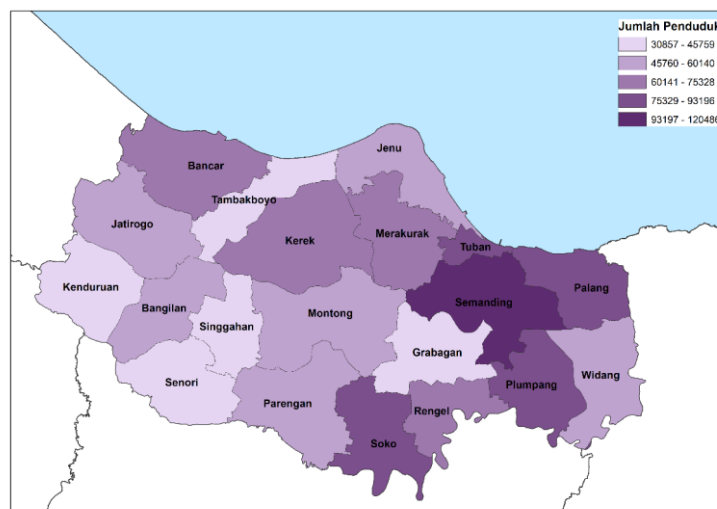 Jumlah Penduduk
30857 - 45759
45760 - 60140
60141 - 75328
75329 - 93196
93197 - 120486
Jenu
Bancar
Tambakboyo
Jatirogo
Kerek
Merakurak
Tuban
Kenduruan
Palang
Bangilan
Semanding
Singgahan
Montong
Grabagan
Widang
Senori
Plumpang
Parengan
Rengel
Soko